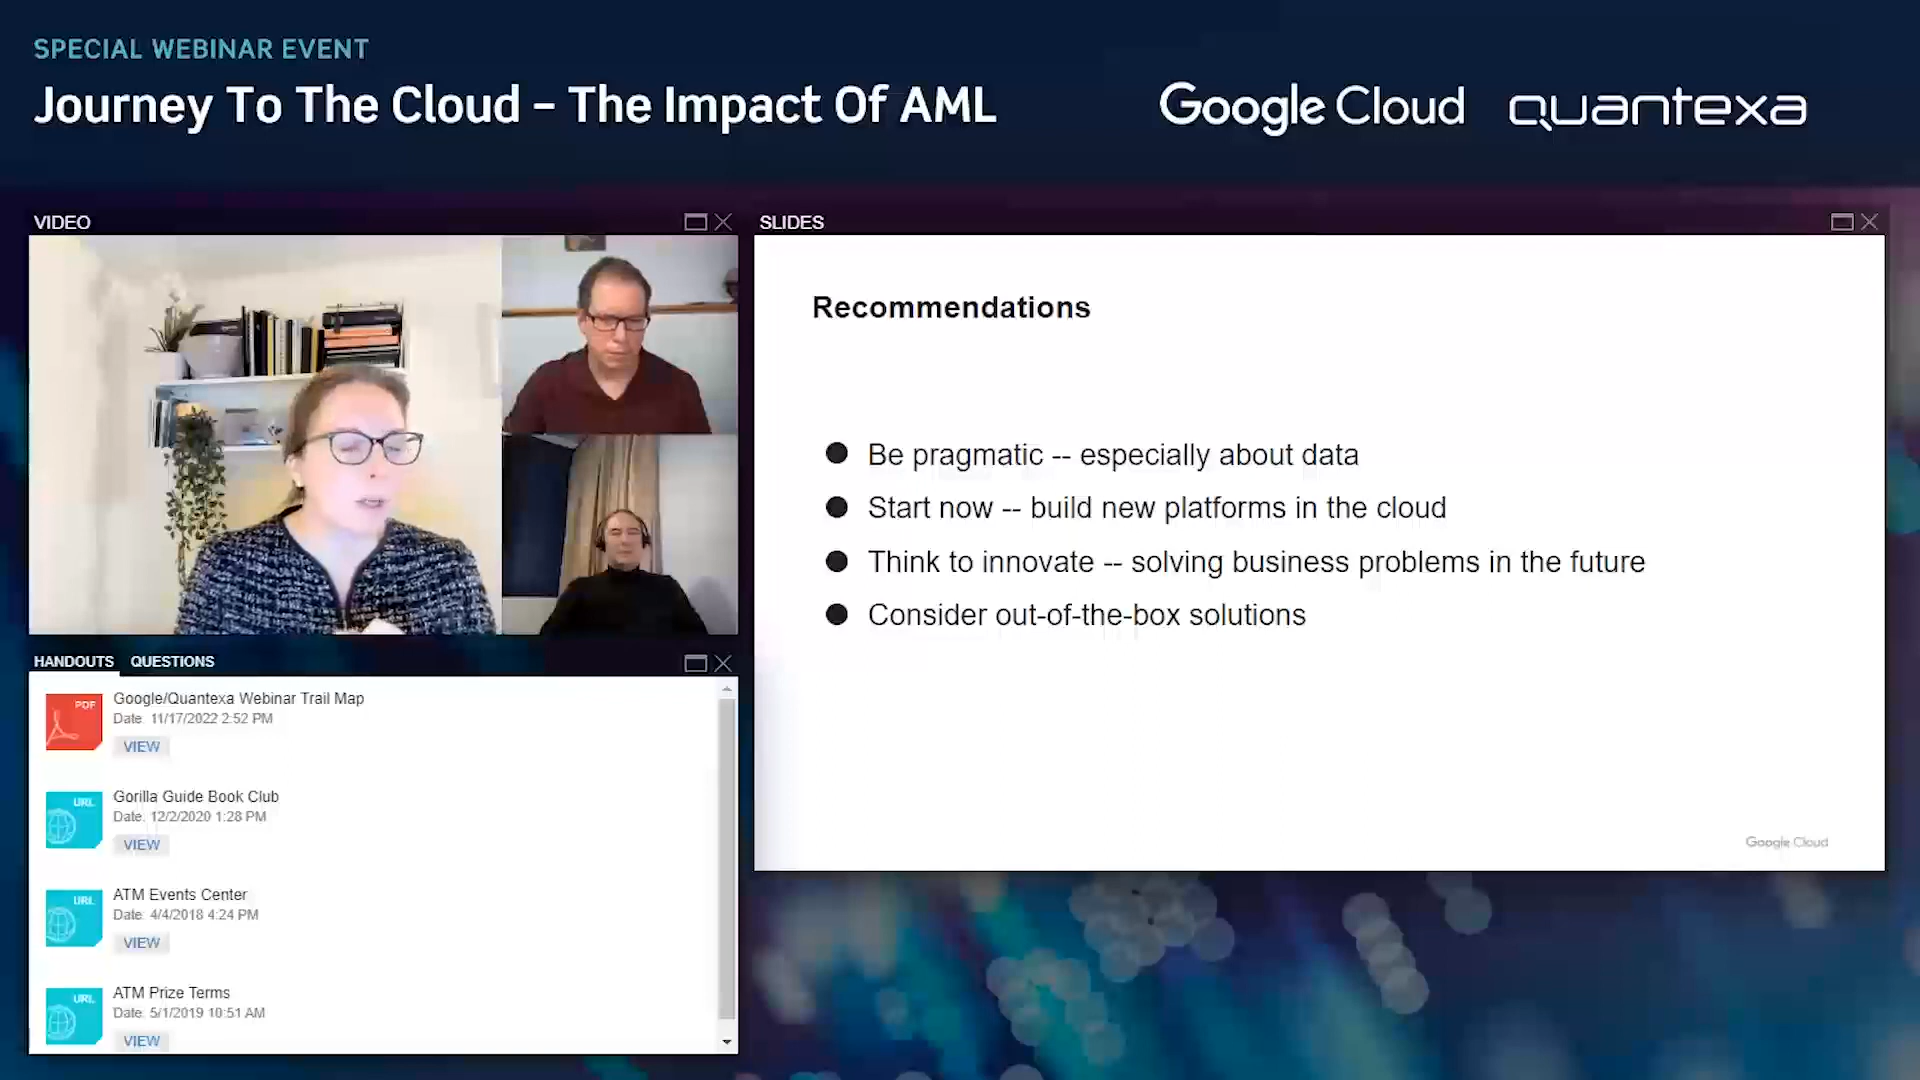 SPECIAL WEBINAR EVENT
Journey To The Cloud – The Impact Of AML
Google Cloud
quantexa
VIDEO
SLIDES
Recommendations
Be pragmatic -- especially about data
Start now -- build new platforms in the cloud
Think to innovate -- solving business problems in the future
Consider out-of-the-box solutions
Google Cloud
HANDOUTS
QUESTIONS
PDF
Google/Quantexa Webinar Trail Map
Date: 11/17/2022 2:52 PM
VIEW
URL
Gorilla Guide Book Club
Date: 12/2/2020 1:28 PM
VIEW
URL
ATM Events Center
Date: 4/4/2018 4:24 PM
VIEW
URL
ATM Prize Terms
Date: 5/1/2019 10:51 AM
VIEW